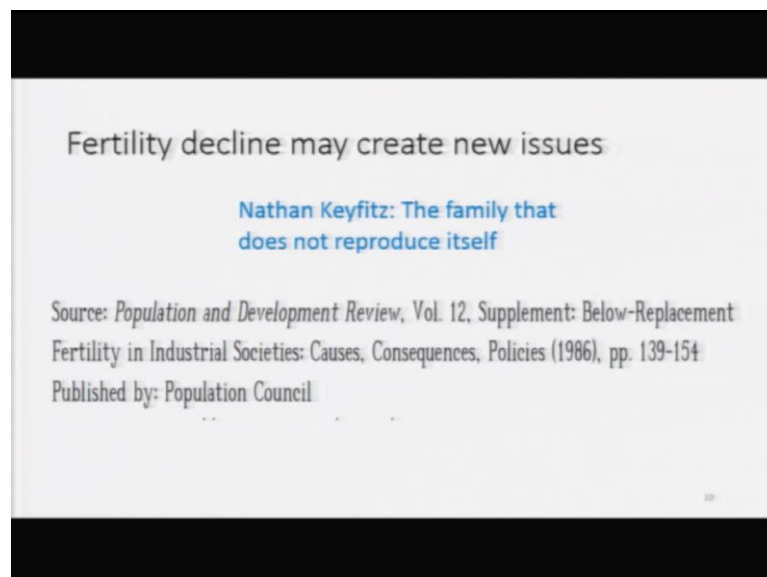 Fertility decline may create new issues
Nathan Keyfitz: The family that
does not reproduce itself
Source: Population and Development Review, Vol. 12, Supplement: Below-Replacement
Fertility in Industrial Societies: Causes, Consequences, Policies (1986), pp. 139-154
Published by: Population Council
10